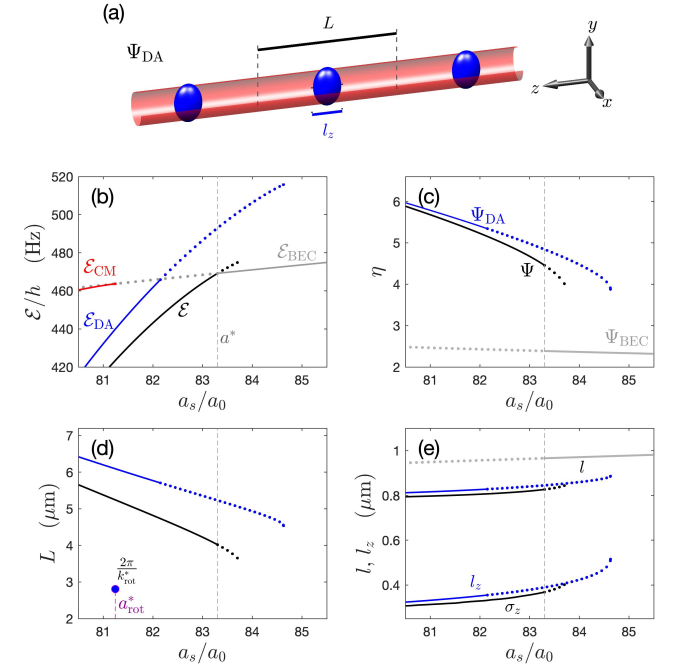 (a)
L
Ψ_DA
l_z
y
z
x
(b)
520
500
480
460
440
420
ℰ/h (Hz)
ℰ_CM
ℰ_DA
ℰ
ℰ_BEC
a*
81 82 83 84 85
a_s/a_0
(c)
6
5
4
3
2
η
Ψ_DA
Ψ
Ψ_BEC
81 82 83 84 85
a_s/a_0
(d)
7
6
5
4
3
2
L (μm)
2π/k*_rot
a*_rot
81 82 83 84 85
a_s/a_0
(e)
1
0.8
0.6
0.4
l, l_z (μm)
l
l_z
σ_z
81 82 83 84 85
a_s/a_0